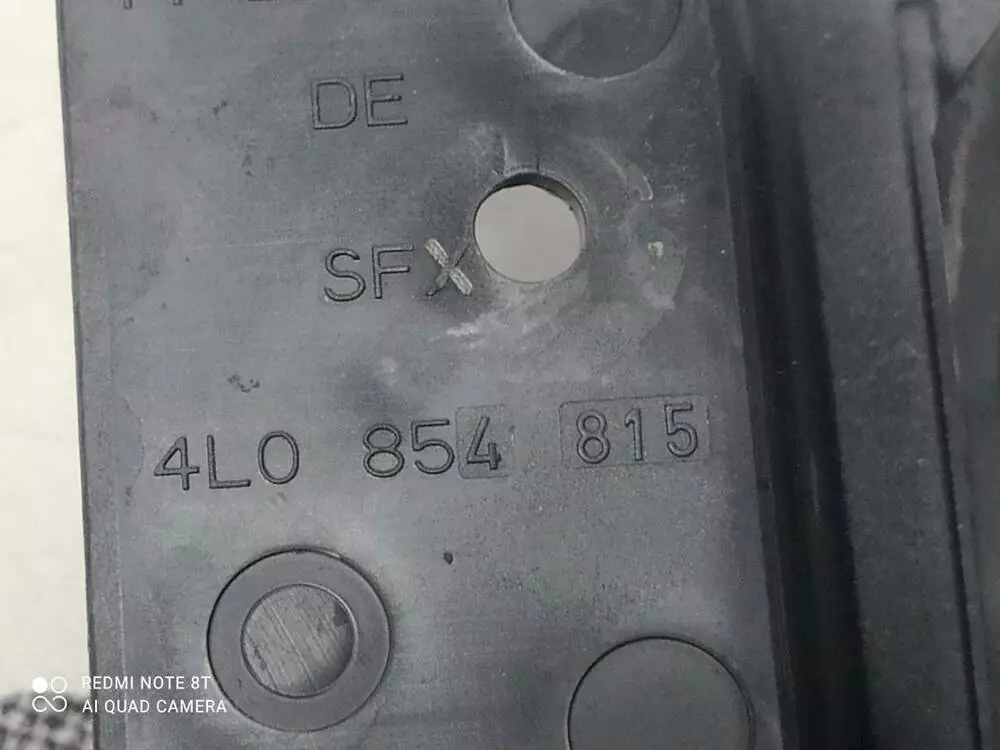 DE
SFX
4L0 854 815
REDMI NOTE 8T
AI QUAD CAMERA